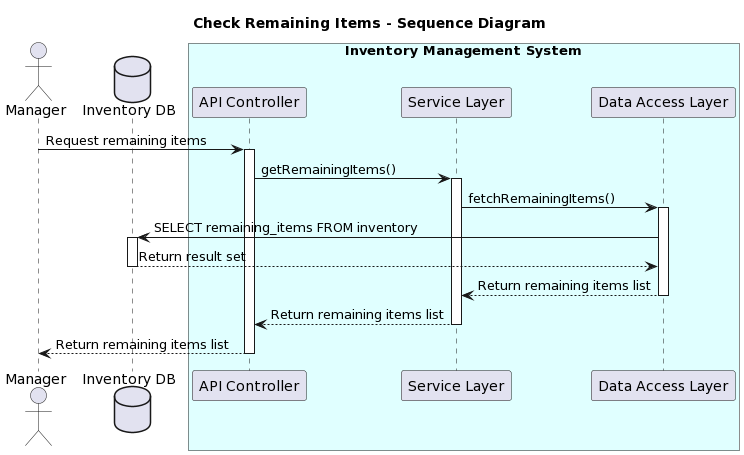 Check Remaining Items - Sequence Diagram
Inventory Management System
Manager
Inventory DB
API Controller
Service Layer
Data Access Layer
Request remaining items
getRemainingItems()
fetchRemainingItems()
SELECT remaining_items FROM inventory
Return result set
Return remaining items list
Return remaining items list
Return remaining items list
Manager
Inventory DB
API Controller
Service Layer
Data Access Layer